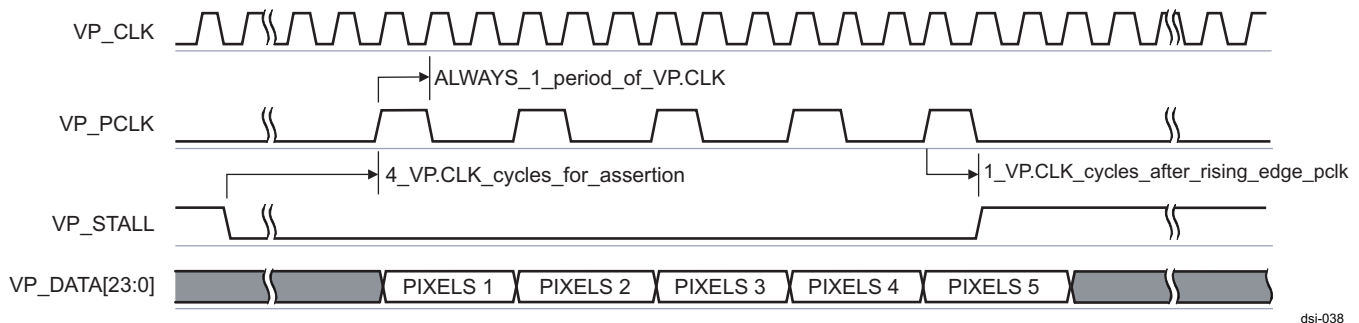 VP_CLK
ALWAYS_1_period_of_VP.CLK
VP_PCLK
4_VP.CLK_cycles_for_assertion
1_VP.CLK_cycles_after_rising_edge_pclk
VP_STALL
VP_DATA[23:0]
PIXELS 1
PIXELS 2
PIXELS 3
PIXELS 4
PIXELS 5
dsi-038